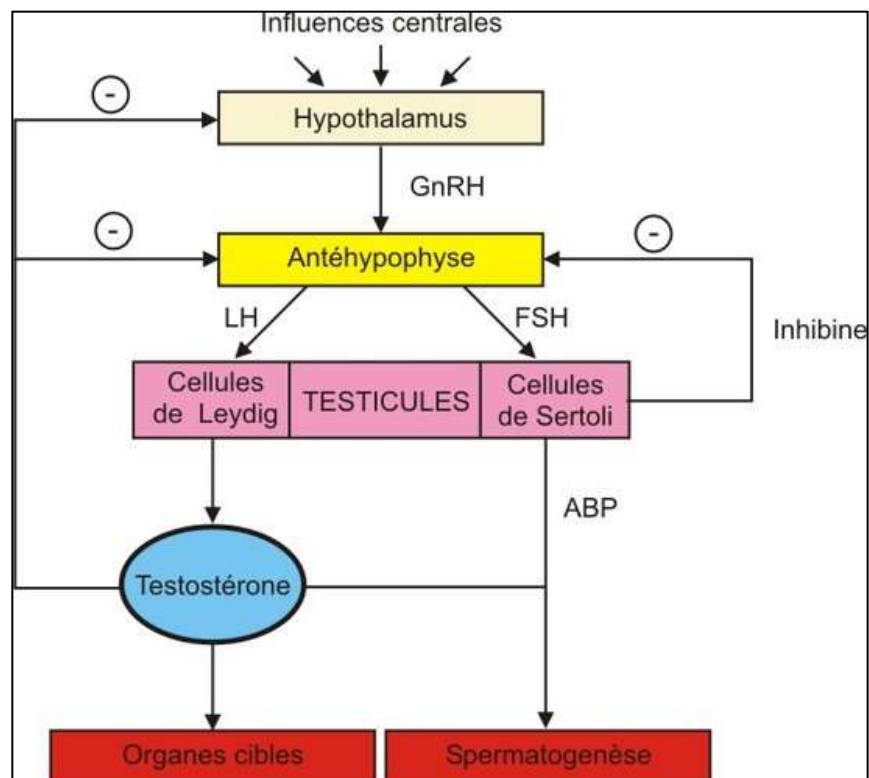 Influences centrales
-
Hypothalamus
GnRH
-
-
Antéhypophyse
LH
FSH
Inhibine
Cellules
de Leydig
TESTICULES
Cellules
de Sertoli
ABP
Testostérone
Organes cibles
Spermatogenèse